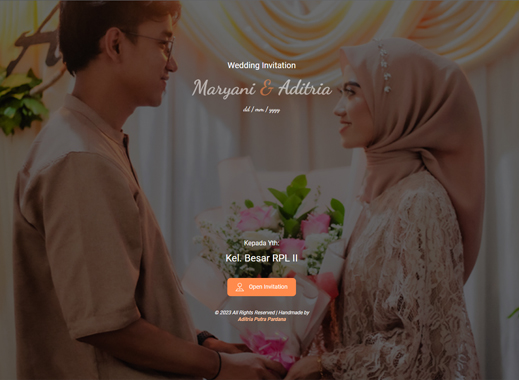 Wedding Invitation
Maryani & Aditria
dd / mm / yyyy
Kepada Yth:
Kel. Besar RPL II
Open Invitation
© 2023 All Rights Reserved | Handmade by
Aditria Putra Pardana